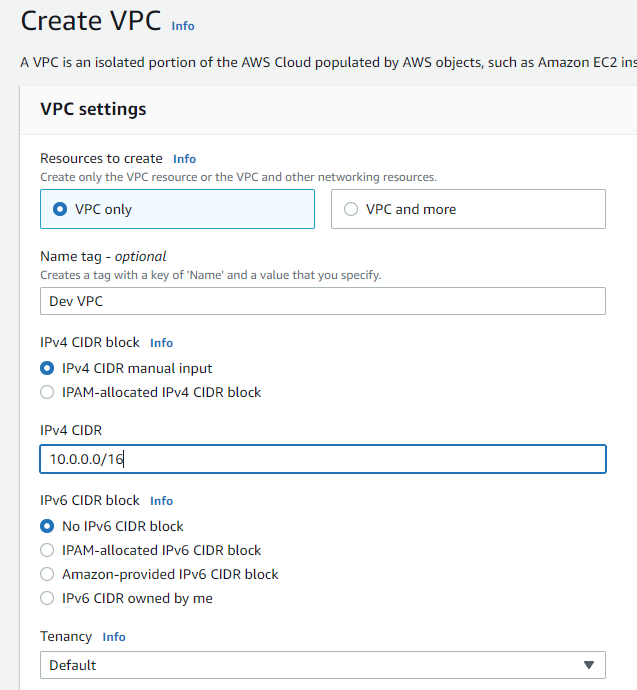 Create VPC Info
A VPC is an isolated portion of the AWS Cloud populated by AWS objects, such as Amazon EC2
VPC settings
Resources to create Info
Create only the VPC resource or the VPC and other networking resources.
VPC only
VPC and more
Name tag - optional
Creates a tag with a key of 'Name' and a value that you specify.
Dev VPC
IPv4 CIDR block Info
IPv4 CIDR manual input
IPAM-allocated IPv4 CIDR block
IPv4 CIDR
10.0.0.0/16
IPv6 CIDR block Info
No IPv6 CIDR block
IPAM-allocated IPv6 CIDR block
Amazon-provided IPv6 CIDR block
IPv6 CIDR owned by me
Tenancy Info
Default